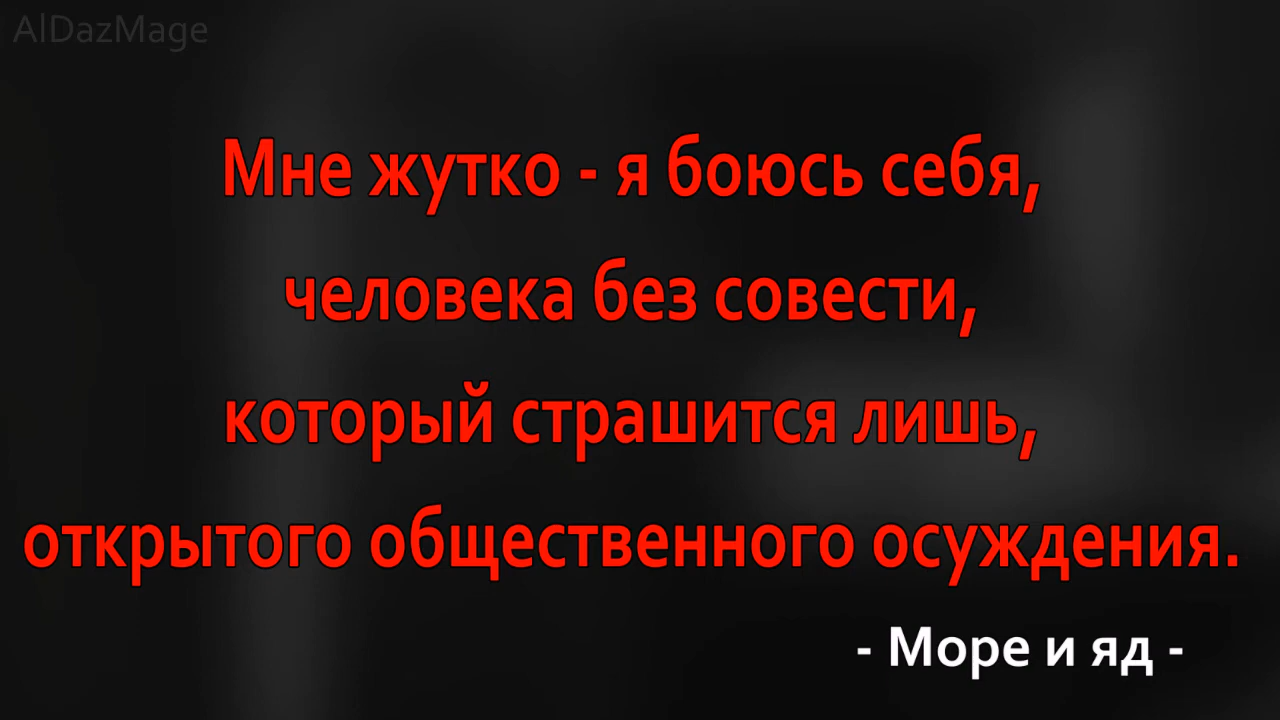 AlDazMage
Мне жутко - я боюсь себя,
человека без совести,
который страшится лишь,
открытого общественного осуждения.
- Море и яд -